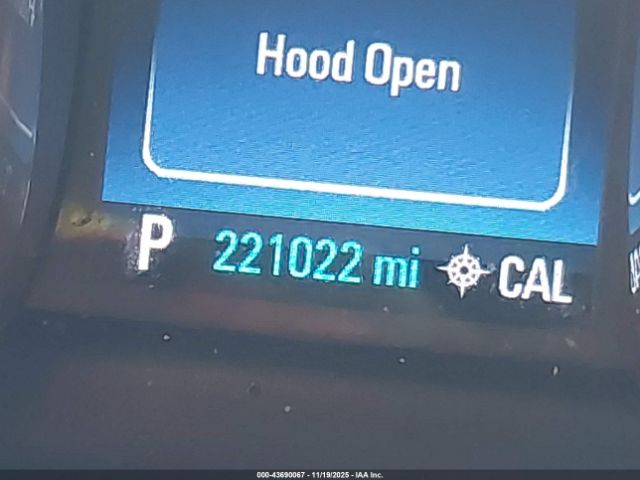 Hood Open
P 221022 mi CAL
000-43690067 - 11/19/2025 - IAA Inc.